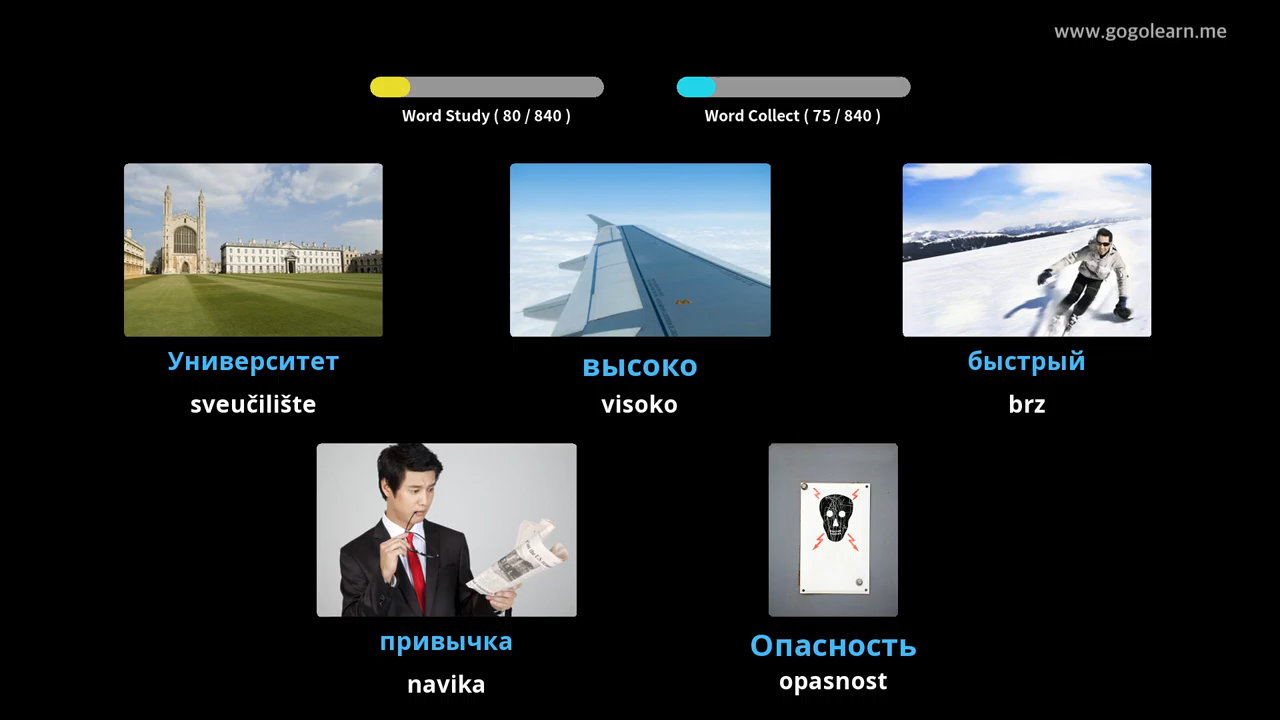 www.gogolearn.me
Word Study ( 80 / 840 )
Word Collect ( 75 / 840 )
Университет
высоко
быстрый
sveučilište
visoko
brz
привычка
Опасность
navika
opasnost